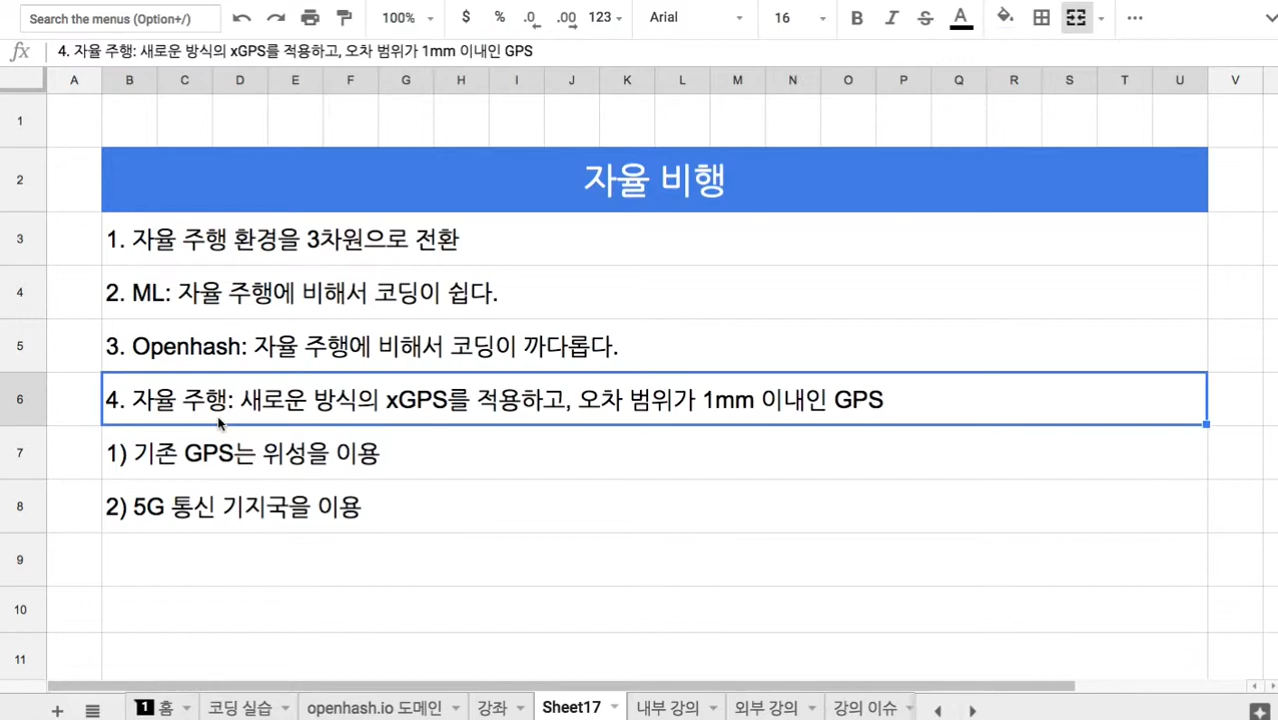 Search the menus (Option+/)
100%
$
%
.0
.00
123
Arial
16
B
I
S
A
fx
4. 자율 주행: 새로운 방식의 xGPS를 적용하고, 오차 범위가 1mm 이내인 GPS
A B C D E F G H I J K L M N O P Q R S T U V
1
2 자율 비행
3 1. 자율 주행 환경을 3차원으로 전환
4 2. ML: 자율 주행에 비해서 코딩이 쉽다.
5 3. Openhash: 자율 주행에 비해서 코딩이 까다롭다.
6 4. 자율 주행: 새로운 방식의 xGPS를 적용하고, 오차 범위가 1mm 이내인 GPS
7 1) 기존 GPS는 위성을 이용
8 2) 5G 통신 기지국을 이용
9
10
11
1 홈 코딩 실습 openhash.io 도메인 강좌 Sheet17 내부 강의 외부 강의 강의 이슈